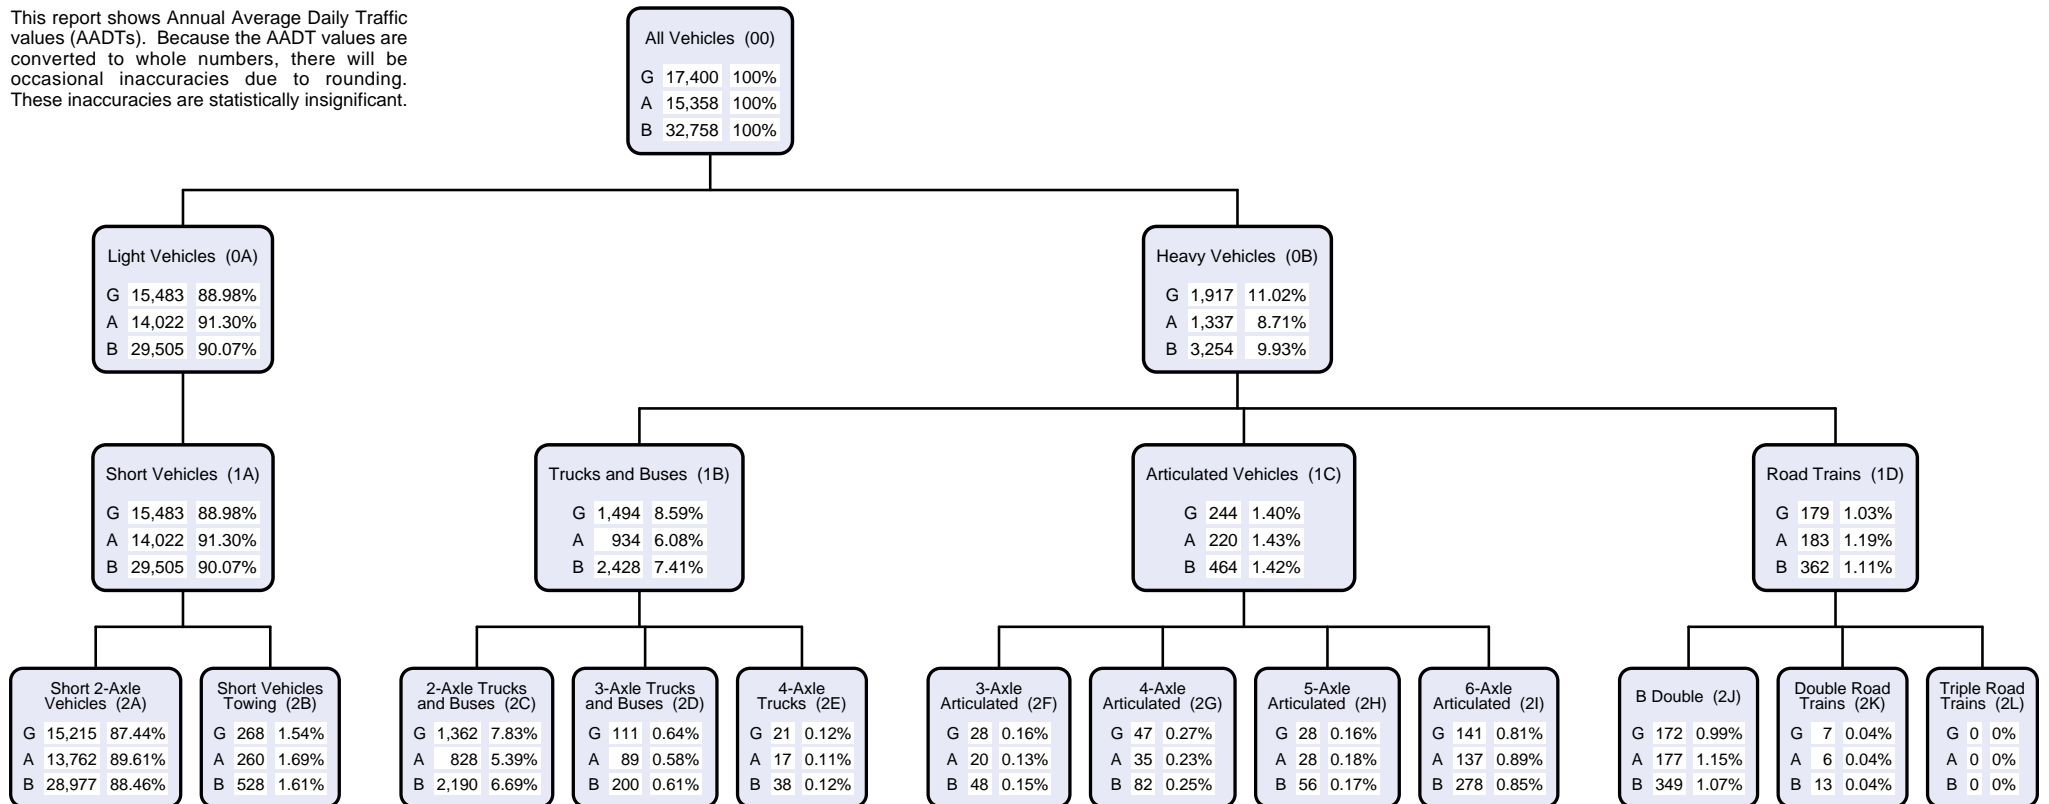 This report shows Annual Average Daily Traffic
values (AADTs). Because the AADT values are
converted to whole numbers, there will be
occasional inaccuracies due to rounding.
These inaccuracies are statistically insignificant.
All Vehicles (00)
G 17,400 100%
A 15,358 100%
B 32,758 100%
Light Vehicles (0A)
G 15,483 88.98%
A 14,022 91.30%
B 29,505 90.07%
Heavy Vehicles (0B)
G 1,917 11.02%
A 1,337 8.71%
B 3,254 9.93%
Short Vehicles (1A)
G 15,483 88.98%
A 14,022 91.30%
B 29,505 90.07%
Trucks and Buses (1B)
G 1,494 8.59%
A 934 6.08%
B 2,428 7.41%
Articulated Vehicles (1C)
G 244 1.40%
A 220 1.43%
B 464 1.42%
Road Trains (1D)
G 179 1.03%
A 183 1.19%
B 362 1.11%
Short 2-Axle
Vehicles (2A)
G 15,215 87.44%
A 13,762 89.61%
B 28,977 88.46%
Short Vehicles
Towing (2B)
G 268 1.54%
A 260 1.69%
B 528 1.61%
2-Axle Trucks
and Buses (2C)
G 1,362 7.83%
A 828 5.39%
B 2,190 6.69%
3-Axle Trucks
and Buses (2D)
G 111 0.64%
A 89 0.58%
B 200 0.61%
4-Axle
Trucks (2E)
G 21 0.12%
A 17 0.11%
B 38 0.12%
3-Axle
Articulated (2F)
G 28 0.16%
A 20 0.13%
B 48 0.15%
4-Axle
Articulated (2G)
G 47 0.27%
A 35 0.23%
B 82 0.25%
5-Axle
Articulated (2H)
G 28 0.16%
A 28 0.18%
B 56 0.17%
6-Axle
Articulated (2I)
G 141 0.81%
A 137 0.89%
B 278 0.85%
B Double (2J)
G 172 0.99%
A 177 1.15%
B 349 1.07%
Double Road
Trains (2K)
G 7 0.04%
A 6 0.04%
B 13 0.04%
Triple Road
Trains (2L)
G 0 0%
A 0 0%
B 0 0%